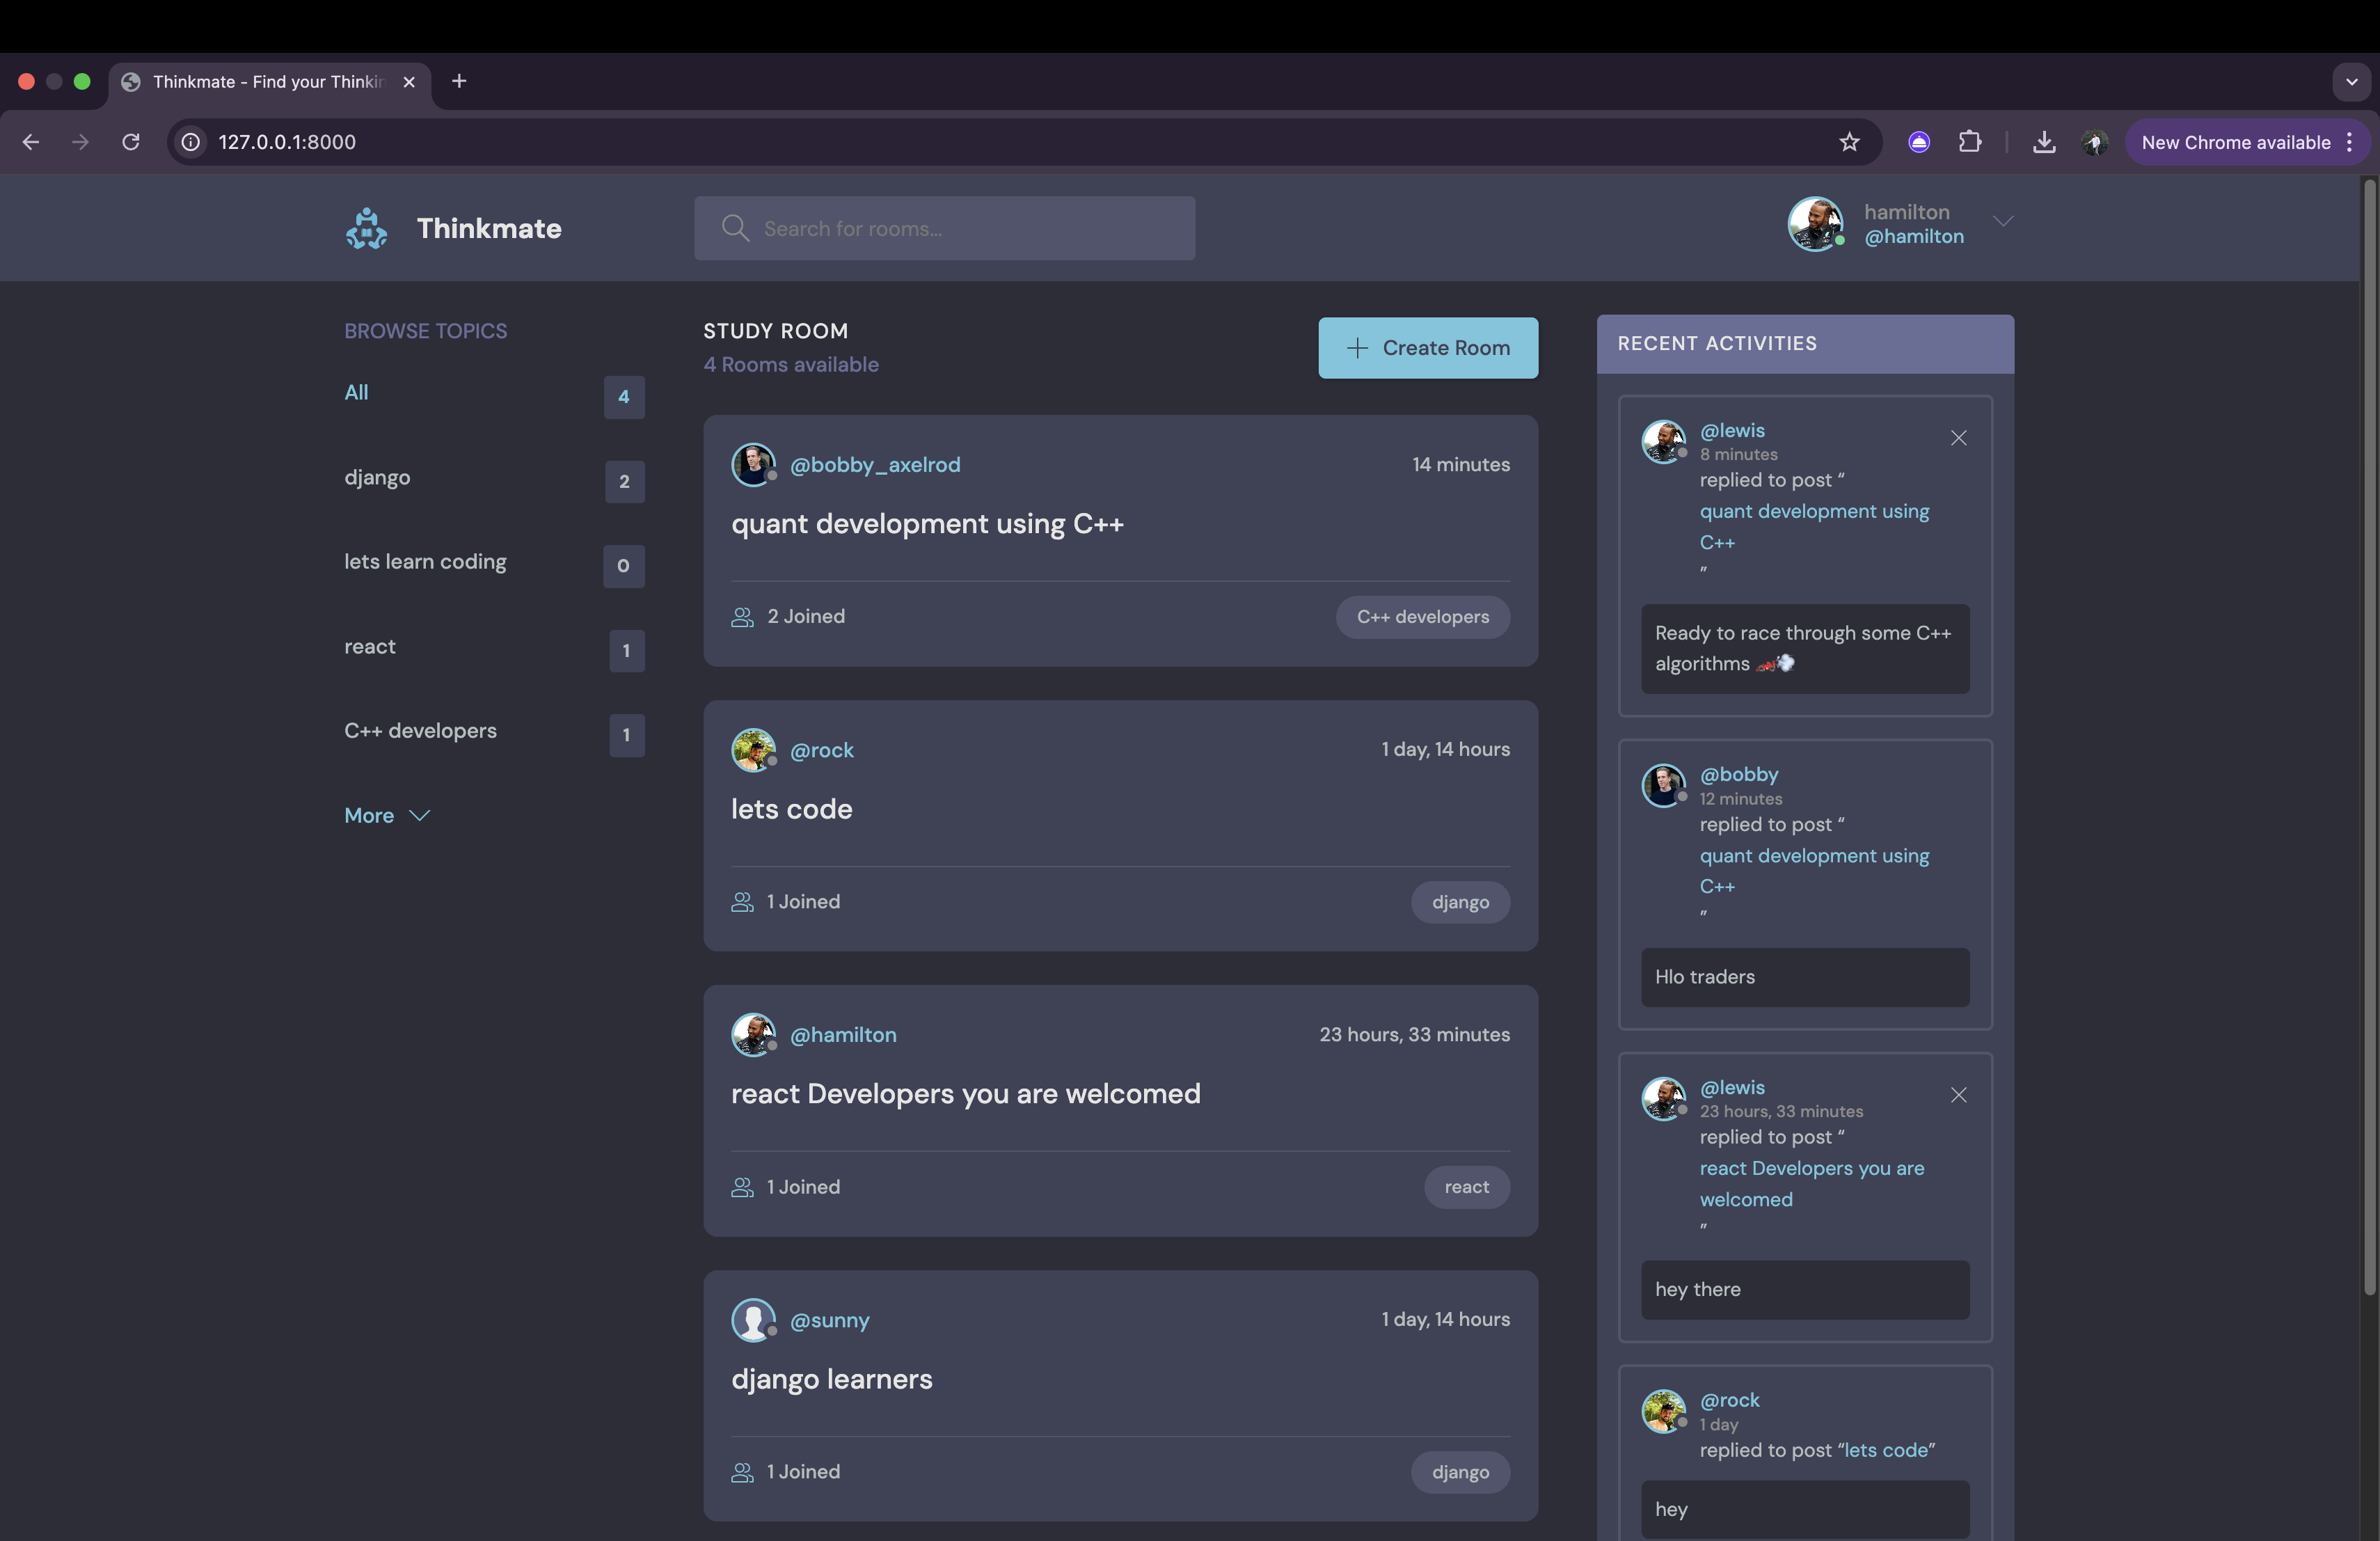 Thinkmate - Find your Thinkin
127.0.0.1:8000
New Chrome available
Thinkmate
Search for rooms...
hamilton
@hamilton
BROWSE TOPICS
All
4
django
2
lets learn coding
0
react
1
C++ developers
1
More
STUDY ROOM
4 Rooms available
Create Room
@bobby_axelrod
14 minutes
quant development using C++
2 Joined
C++ developers
@rock
1 day, 14 hours
lets code
1 Joined
django
@hamilton
23 hours, 33 minutes
react Developers you are welcomed
1 Joined
react
@sunny
1 day, 14 hours
django learners
1 Joined
django
RECENT ACTIVITIES
@lewis
8 minutes
replied to post “
quant development using
C++
”
Ready to race through some C++
algorithms 🏎️💨
@bobby
12 minutes
replied to post “
quant development using
C++
”
Hlo traders
@lewis
23 hours, 33 minutes
replied to post “
react Developers you are
welcomed
”
hey there
@rock
1 day
replied to post “lets code”
hey